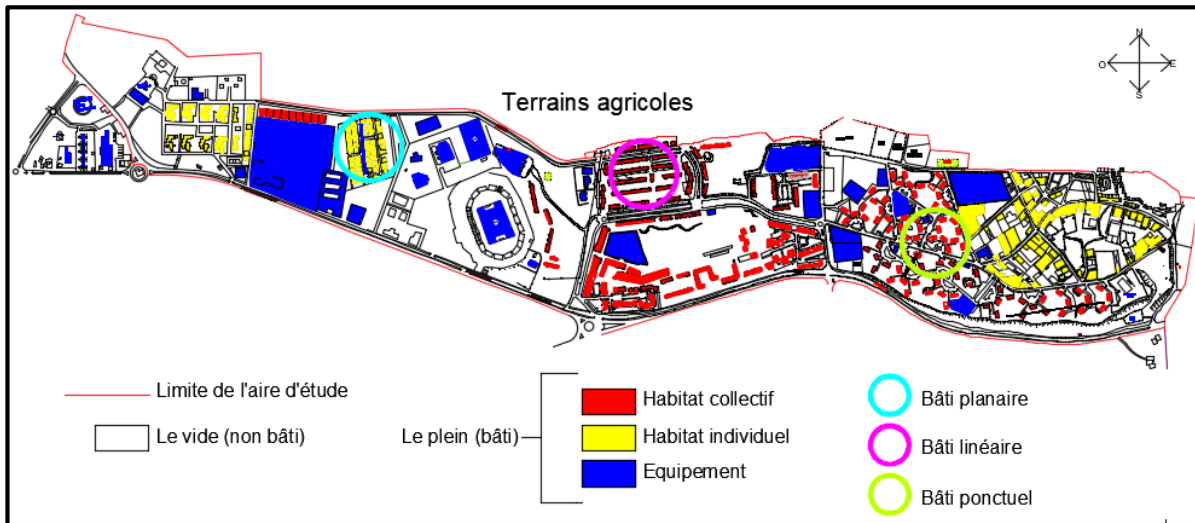 N
O E
S
Terrains agricoles
Limite de l'aire d'étude
Le vide (non bâti)
Le plein (bâti)
Habitat collectif
Habitat individuel
Equipement
Bâti planaire
Bâti linéaire
Bâti ponctuel